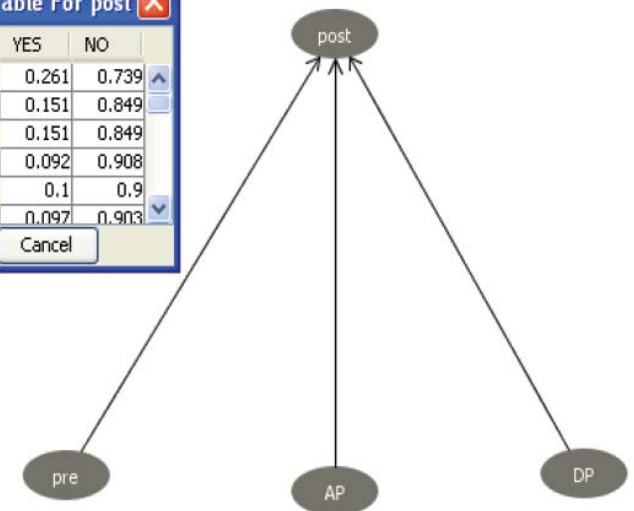 able For post
YES NO
0.261 0.739
0.151 0.849
0.151 0.849
0.092 0.908
0.1 0.9
0.097 0.903
Cancel
post
pre
AP
DP